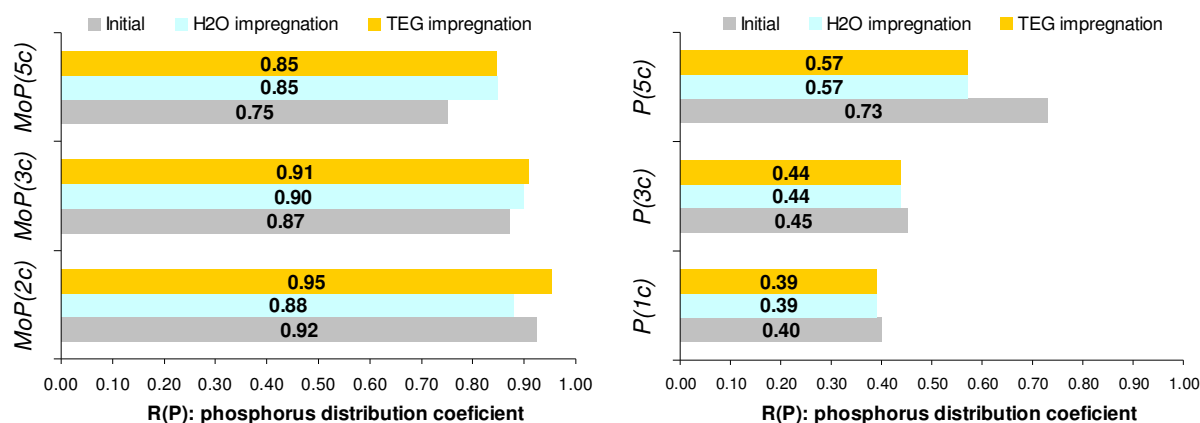 Initial H2O impregnation TEG impregnation
MoP(5c)
0.85
0.85
0.75
MoP(3c)
0.91
0.90
0.87
MoP(2c)
0.95
0.88
0.92
0.00 0.10 0.20 0.30 0.40 0.50 0.60 0.70 0.80 0.90 1.00
R(P): phosphorus distribution coeficient
Initial H2O impregnation TEG impregnation
P(5c)
0.57
0.57
0.73
P(3c)
0.44
0.44
0.45
P(1c)
0.39
0.39
0.40
0.00 0.10 0.20 0.30 0.40 0.50 0.60 0.70 0.80 0.90 1.00
R(P): phosphorus distribution coeficient